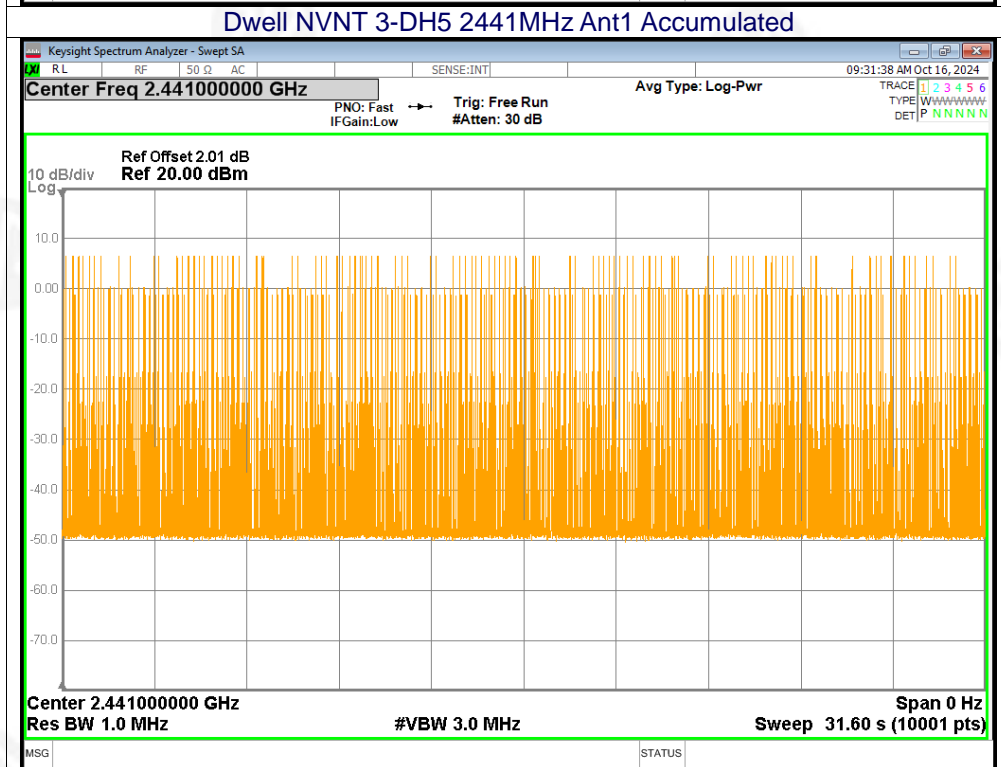 Dwell NVNT 3-DH5 2441MHz Ant1 Accumulated
Keysight Spectrum Analyzer - Swept SA
LXI RL RF 50 Ω AC SENSE:INT 09:31:38 AM Oct 16, 2024
Center Freq 2.441000000 GHz Avg Type: Log-Pwr TRACE 1 2 3 4 5 6
PNO: Fast Trig: Free Run TYPE WWWWWWW
IFGain:Low #Atten: 30 dB DET P N N N N N
Ref Offset 2.01 dB
10 dB/div Ref 20.00 dBm
Log
10.0
0.00
-10.0
-20.0
-30.0
-40.0
-50.0
-60.0
-70.0
Center 2.441000000 GHz Span 0 Hz
Res BW 1.0 MHz #VBW 3.0 MHz Sweep 31.60 s (10001 pts)
MSG STATUS